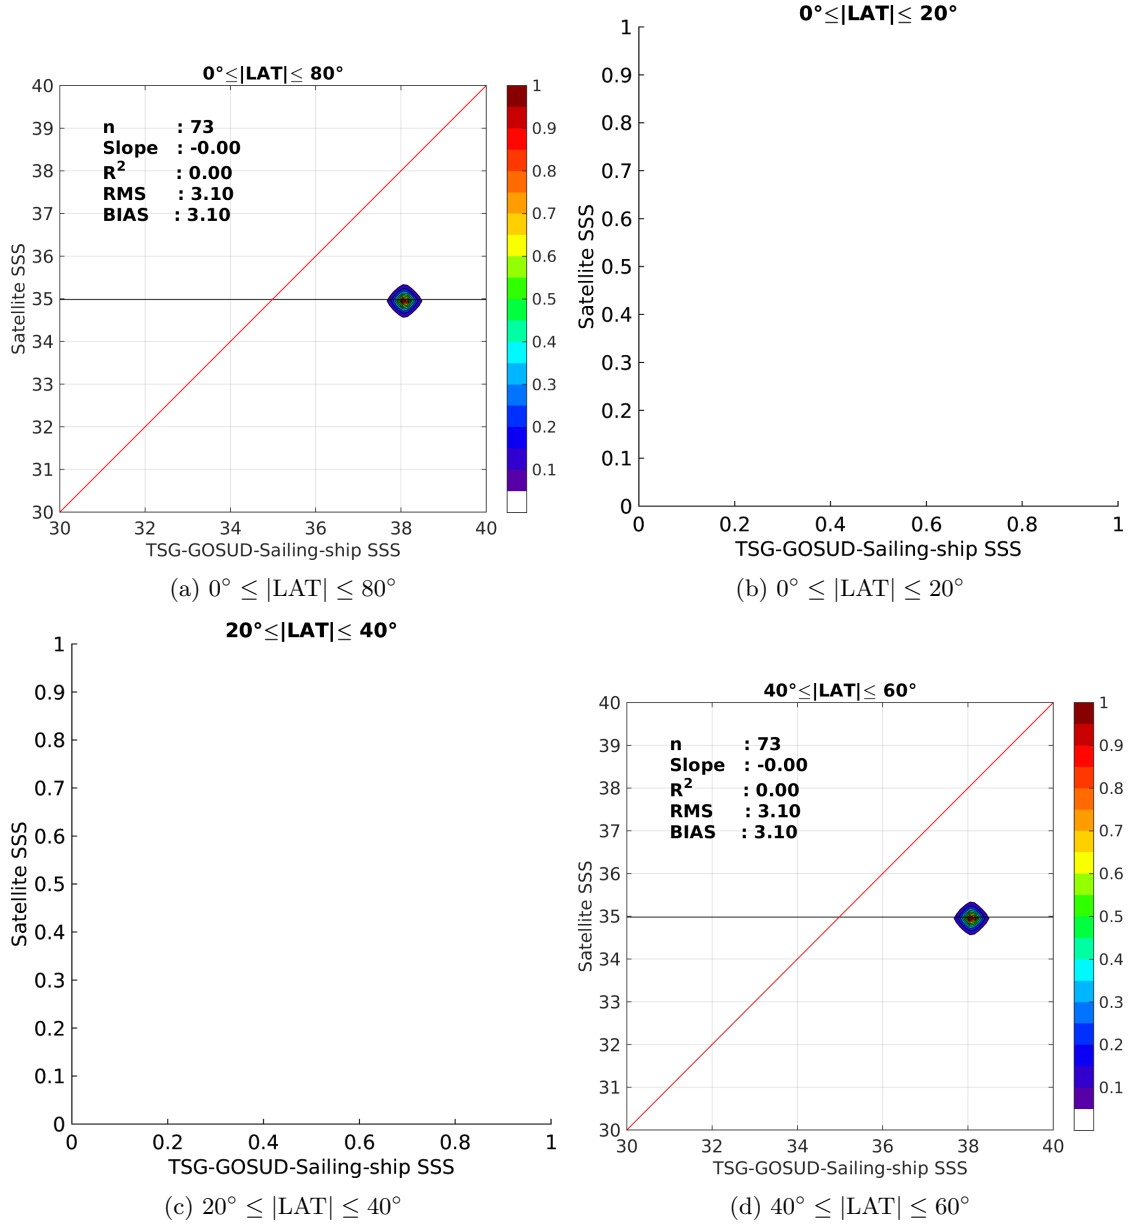 0°≤|LAT|≤ 80°
40
39
38
37
36
35
34
33
32
31
30
Satellite SSS
n : 73
Slope : -0.00
R² : 0.00
RMS : 3.10
BIAS : 3.10
30 32 34 36 38 40
TSG-GOSUD-Sailing-ship SSS
1
0.9
0.8
0.7
0.6
0.5
0.4
0.3
0.2
0.1
(a) 0° ≤ |LAT| ≤ 80°
0°≤|LAT|≤ 20°
1
0.9
0.8
0.7
0.6
0.5
0.4
0.3
0.2
0.1
0
Satellite SSS
0 0.2 0.4 0.6 0.8 1
TSG-GOSUD-Sailing-ship SSS
(b) 0° ≤ |LAT| ≤ 20°
20°≤|LAT|≤ 40°
1
0.9
0.8
0.7
0.6
0.5
0.4
0.3
0.2
0.1
0
Satellite SSS
0 0.2 0.4 0.6 0.8 1
TSG-GOSUD-Sailing-ship SSS
(c) 20° ≤ |LAT| ≤ 40°
40°≤|LAT|≤ 60°
40
39
38
37
36
35
34
33
32
31
30
Satellite SSS
n : 73
Slope : -0.00
R² : 0.00
RMS : 3.10
BIAS : 3.10
30 32 34 36 38 40
TSG-GOSUD-Sailing-ship SSS
1
0.9
0.8
0.7
0.6
0.5
0.4
0.3
0.2
0.1
(d) 40° ≤ |LAT| ≤ 60°